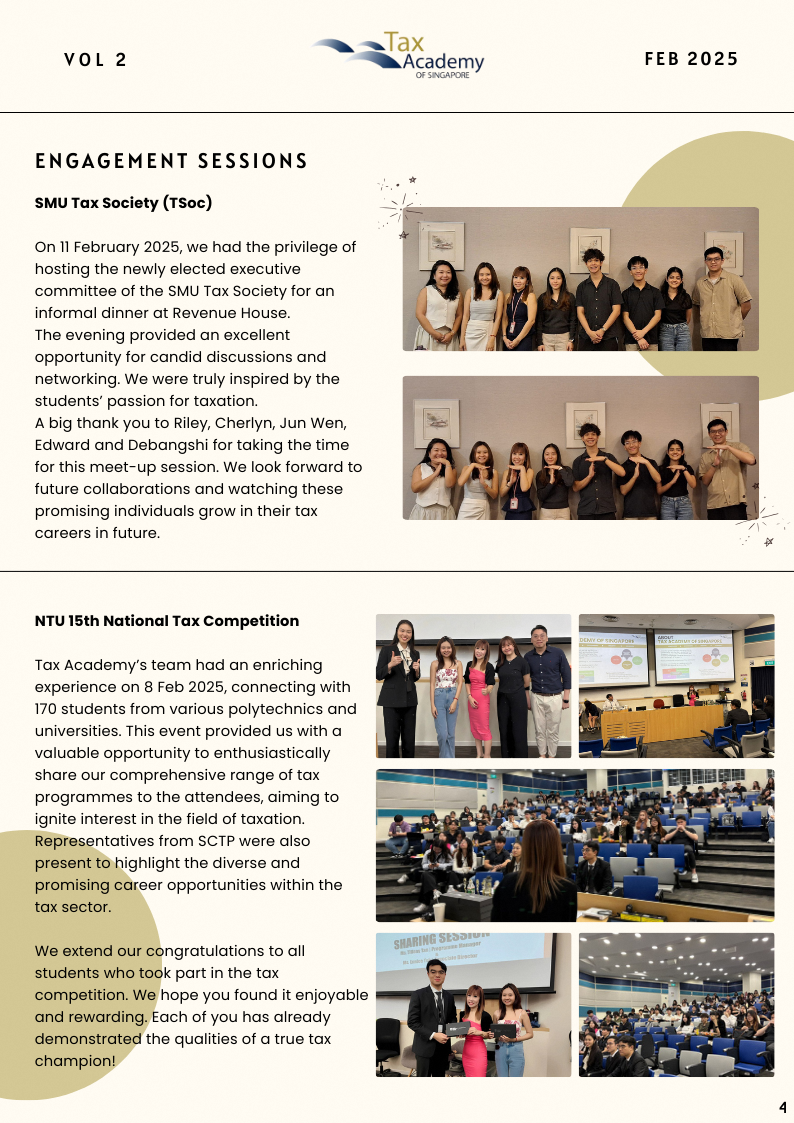 VOL 2
Tax
Academy
OF SINGAPORE
FEB 2025
ENGAGEMENT SESSIONS
SMU Tax Society (TSoc)
On 11 February 2025, we had the privilege of
hosting the newly elected executive
committee of the SMU Tax Society for an
informal dinner at Revenue House.
The evening provided an excellent
opportunity for candid discussions and
networking. We were truly inspired by the
students’ passion for taxation.
A big thank you to Riley, Cherlyn, Jun Wen,
Edward and Debangshi for taking the time
for this meet-up session. We look forward to
future collaborations and watching these
promising individuals grow in their tax
careers in future.
NTU 15th National Tax Competition
Tax Academy’s team had an enriching
experience on 8 Feb 2025, connecting with
170 students from various polytechnics and
universities. This event provided us with a
valuable opportunity to enthusiastically
share our comprehensive range of tax
programmes to the attendees, aiming to
ignite interest in the field of taxation.
Representatives from SCTP were also
present to highlight the diverse and
promising career opportunities within the
tax sector.
We extend our congratulations to all
students who took part in the tax
competition. We hope you found it enjoyable
and rewarding. Each of you has already
demonstrated the qualities of a true tax
champion!
ABOUT
TAX ACADEMY OF SINGAPORE
SHARING SESSION
4